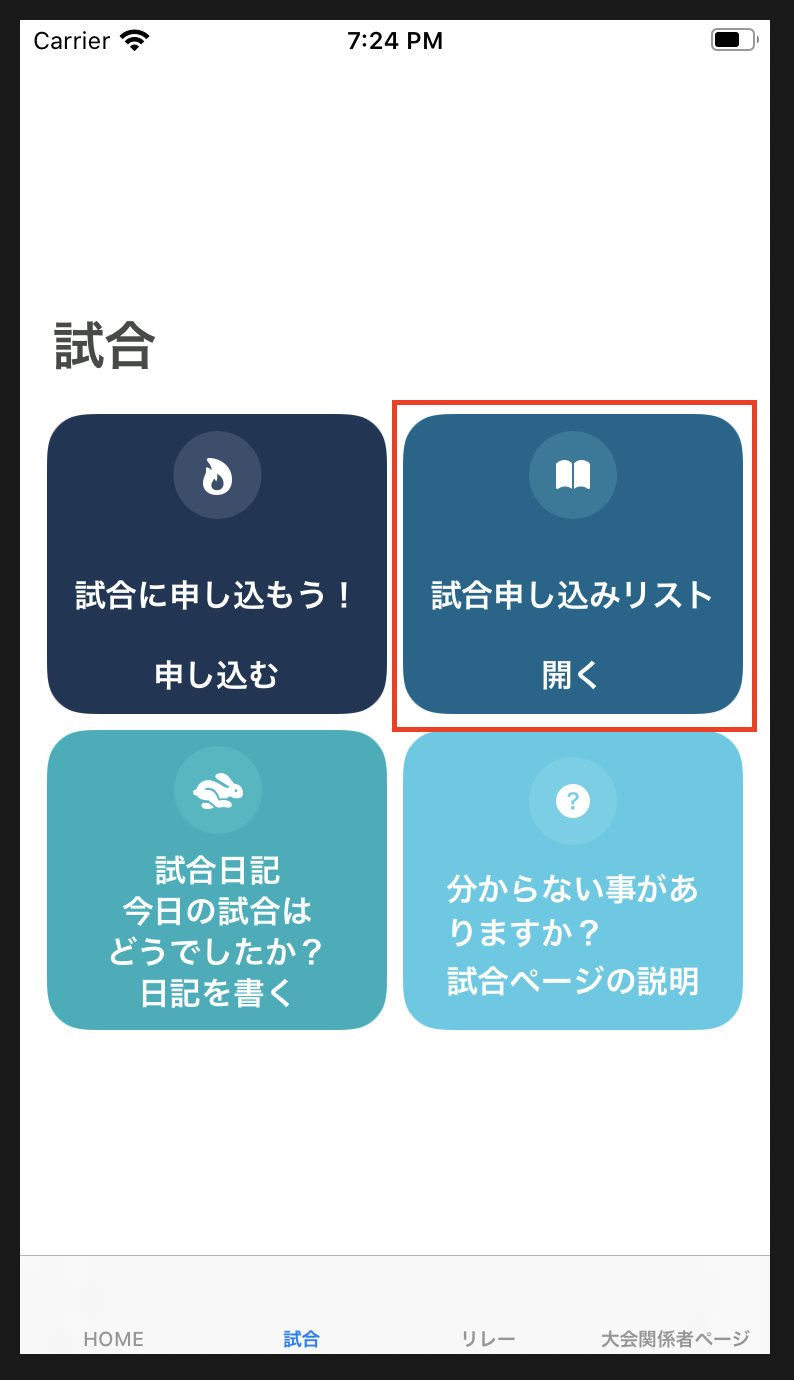 Carrier 7:24 PM
試合
試合に申し込もう！
申し込む
試合申し込みリスト
開く
試合日記
今日の試合は
どうでしたか？
日記を書く
分からない事があ
りますか？
試合ページの説明
HOME 試合 リレー 大会関係者ページ